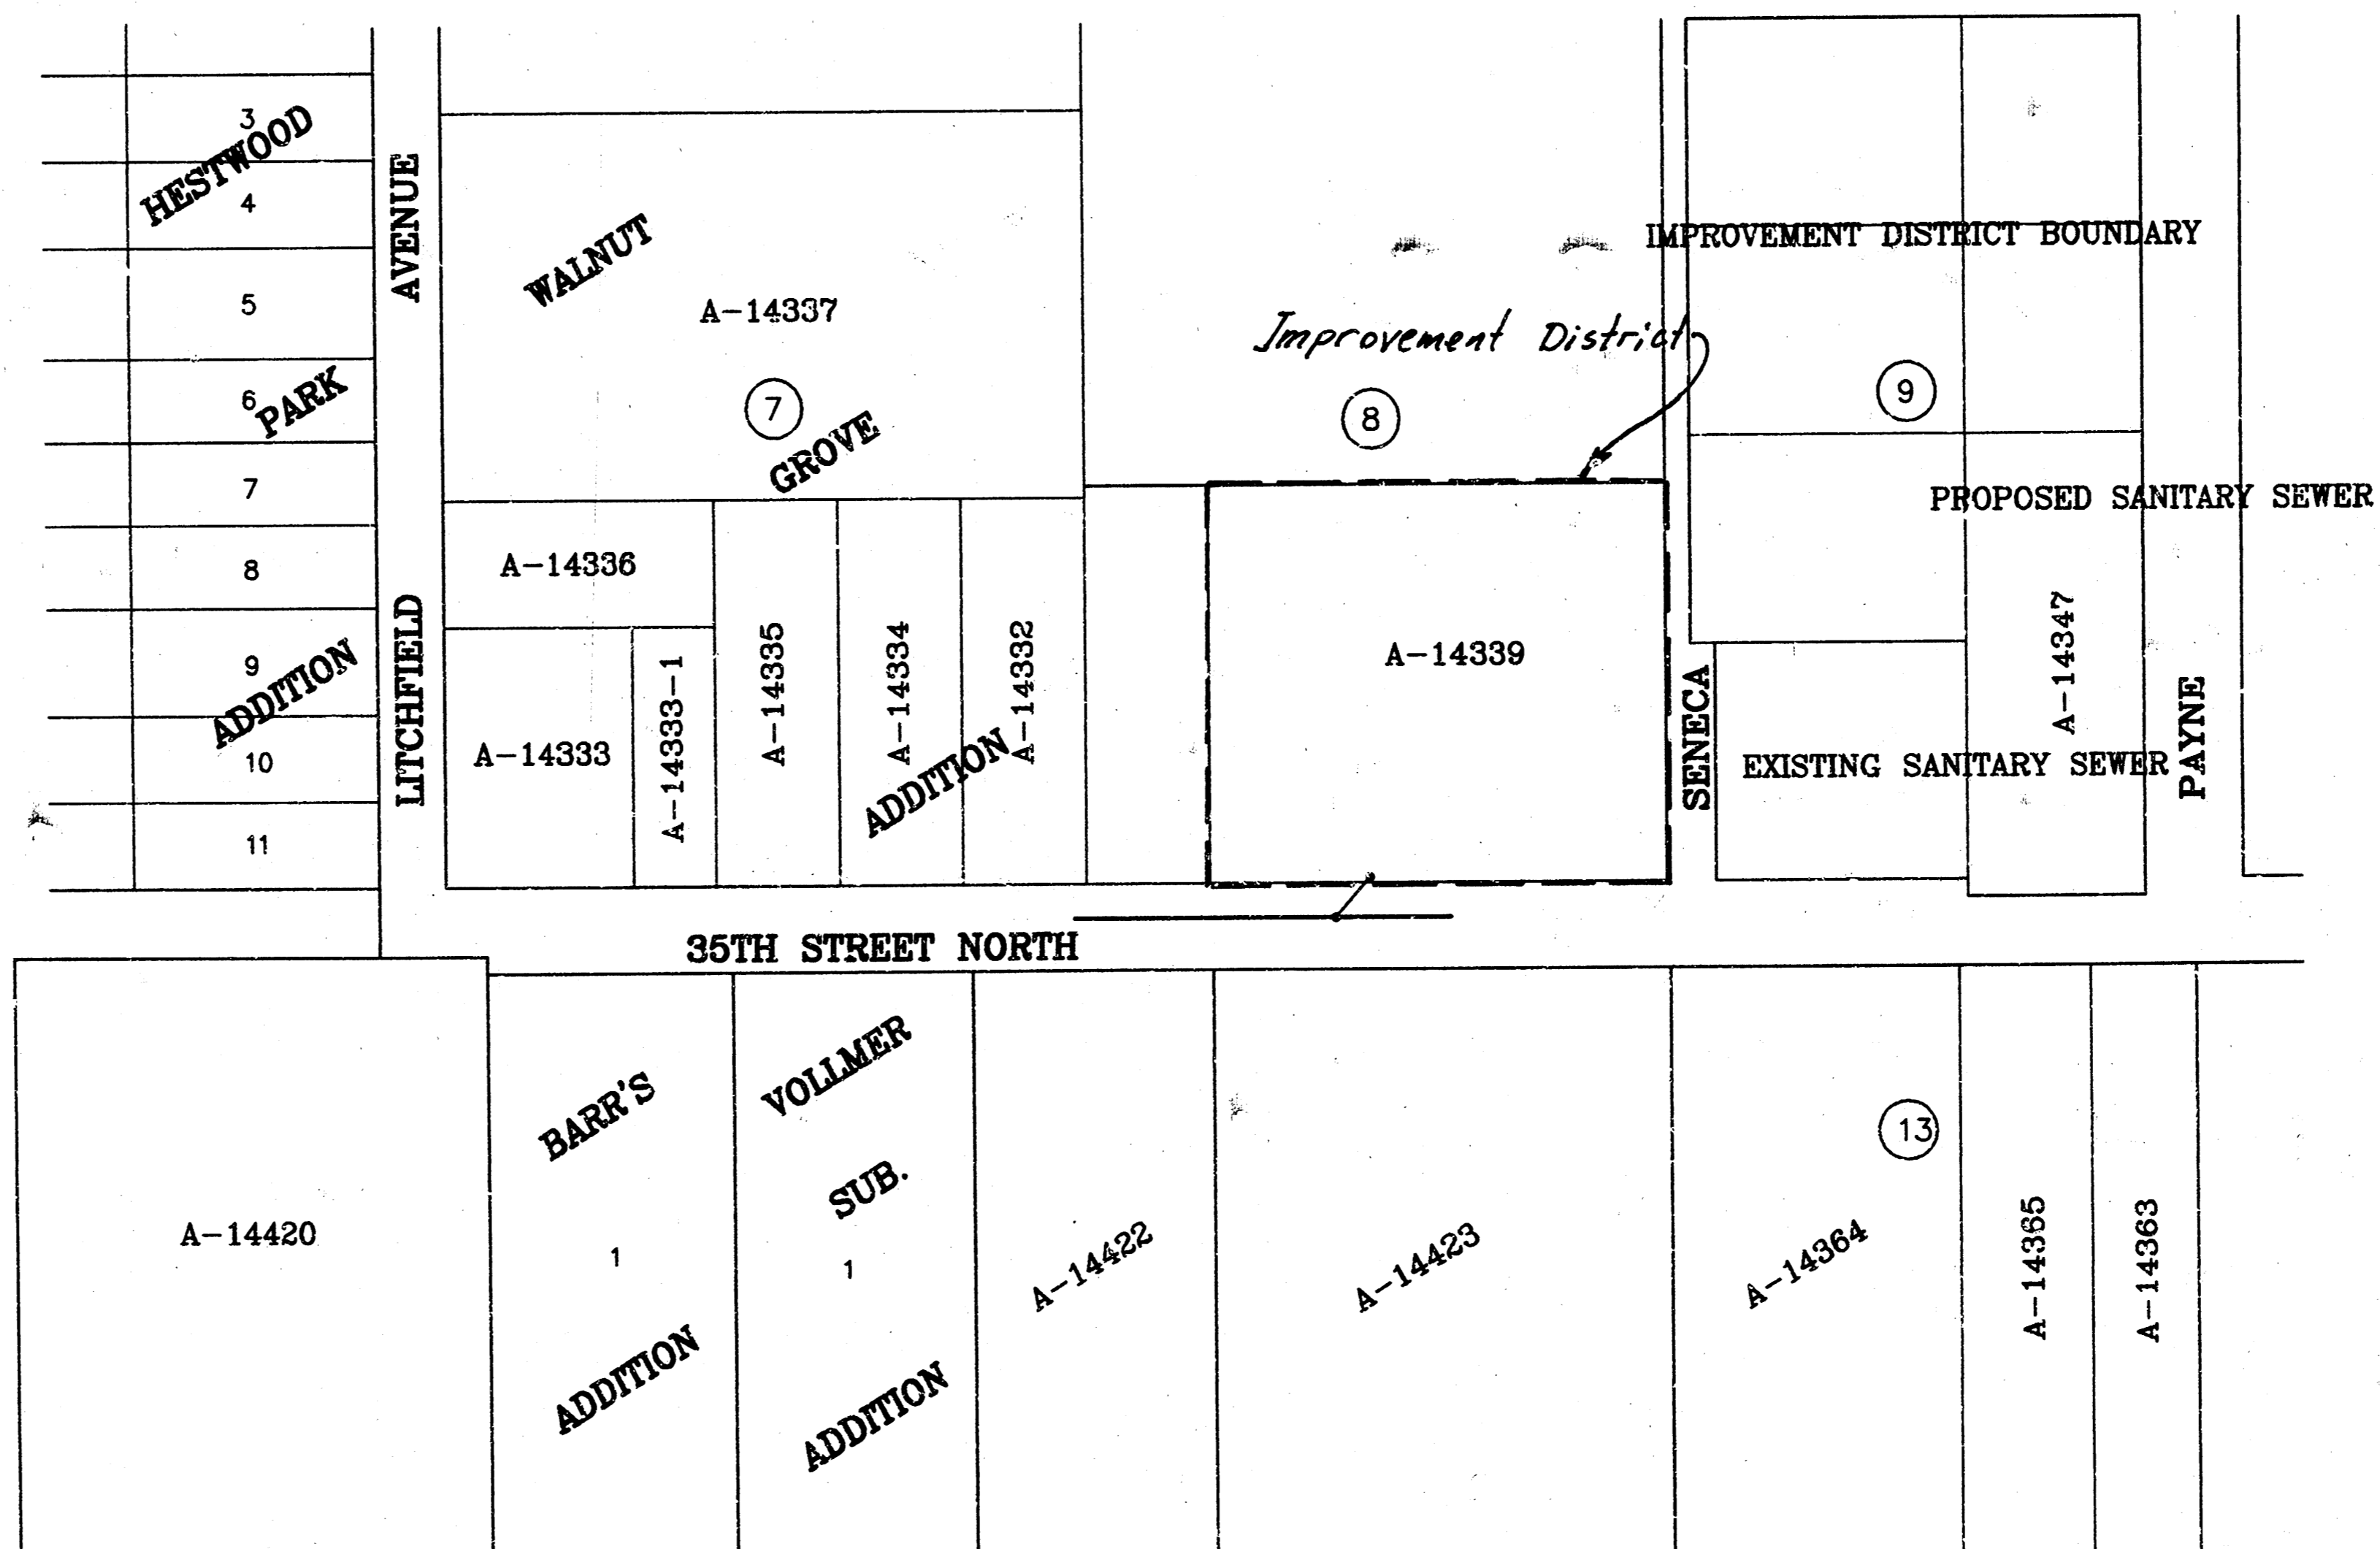 3
HESTWOOD
4
5
6
PARK
7
8
9
ADDITION
10
11
AVENUE
LITCHFIELD
WALNUT
A-14337
7
GROVE
A-14336
A-14333
A-14333-1
A-14335
A-14334
A-14332
ADDITION
IMPROVEMENT DISTRICT BOUNDARY
Improvement District
8
9
PROPOSED SANITARY SEWER
A-14339
SENECA
A-14347
EXISTING SANITARY SEWER
PAYNE
35TH STREET NORTH
A-14420
BARR'S
1
ADDITION
VOLLMER
SUB.
1
ADDITION
A-14422
A-14423
A-14364
13
A-14365
A-14363